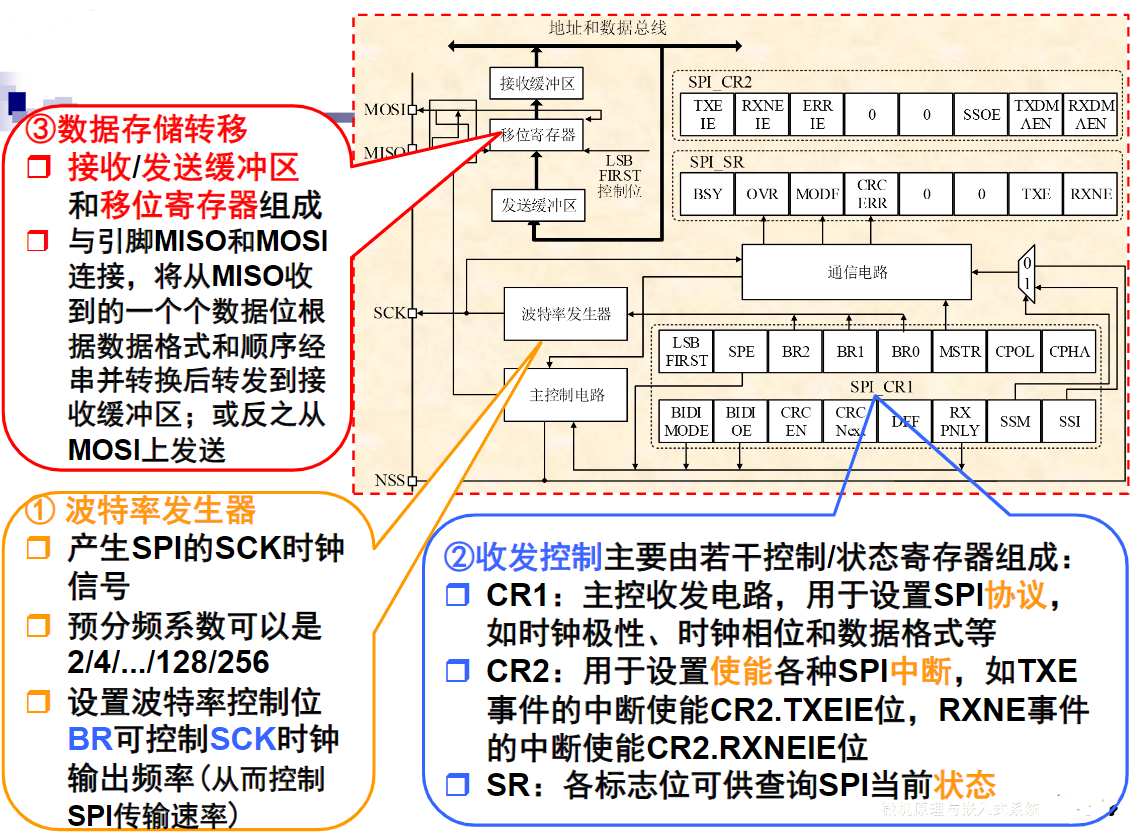 地址和数据总线
接收缓冲区
MOSI
移位寄存器
MISO
LSB
FIRST
控制位
发送缓冲区
SPI_CR2
TXE
IE
RXNE
IE
ERR
IE
0
0
SSOE
TXDM
AEN
RXDM
AEN
SPI_SR
BSY
OVR
MODF
CRC
ERR
0
0
TXE
RXNE
通信电路
0
1
SCK
波特率发生器
LSB
FIRST
SPE
BR2
BR1
BR0
MSTR
CPOL
CPHA
主控制电路
SPI_CR1
BIDI
MODE
BIDI
OE
CRC
EN
CRC
Next
DFF
RX
PNLY
SSM
SSI
NSS
③数据存储转移
接收/发送缓冲区
和移位寄存器组成
与引脚MISO和MOSI
连接，将从MISO收
到的一个个数据位根
据数据格式和顺序经
串并转换后转发到接
收缓冲区；或反之从
MOSI上发送
① 波特率发生器
产生SPI的SCK时钟
信号
预分频系数可以是
2/4/.../128/256
设置波特率控制位
BR可控制SCK时钟
输出频率(从而控制
SPI传输速率)
②收发控制主要由若干控制/状态寄存器组成：
CR1：主控收发电路，用于设置SPI协议，
如时钟极性、时钟相位和数据格式等
CR2：用于设置使能各种SPI中断，如TXE
事件的中断使能CR2.TXEIE位，RXNE事件
的中断使能CR2.RXNEIE位
SR：各标志位可供查询SPI当前状态
微机原理与嵌入式系统